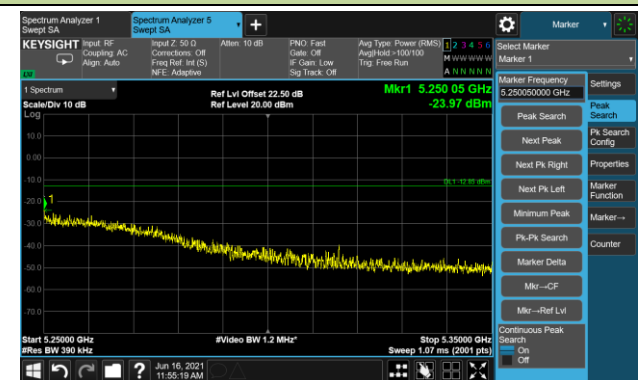 Spectrum Analyzer 1
Swept SA
Spectrum Analyzer 5
Swept SA
Marker
KEYSIGHT
Input: RF
Coupling: AC
Align: Auto
Input Z: 50 Ω
Corrections: Off
Freq Ref: Int (S)
NFE: Adaptive
Atten: 10 dB
PNO: Fast
Gate: Off
IF Gain: Low
Sig Track: Off
Avg Type: Power (RMS)
Avg|Hold:>100/100
Trig: Free Run
1 2 3 4 5 6
M W W W W W
A N N N N N
Select Marker
Marker 1
1 Spectrum
Scale/Div 10 dB
Log
Ref Lvl Offset 22.50 dB
Ref Level 20.00 dBm
Mkr1 5.250 05 GHz
-23.97 dBm
10.0
0.00
-10.0
-20.0
-30.0
-40.0
-50.0
-60.0
-70.0
1
DL1 -12.85 dBm
Start 5.25000 GHz
#Res BW 390 kHz
#Video BW 1.2 MHz*
Stop 5.35000 GHz
Sweep 1.07 ms (2001 pts)
Marker Frequency
5.250050000 GHz
Peak Search
Next Peak
Next Pk Right
Next Pk Left
Minimum Peak
Pk-Pk Search
Marker Delta
Mkr→CF
Mkr→Ref Lvl
Continuous Peak
Search
On
Off
Settings
Peak
Search
Pk Search
Config
Properties
Marker
Function
Marker→
Counter
Jun 16, 2021
11:55:19 AM